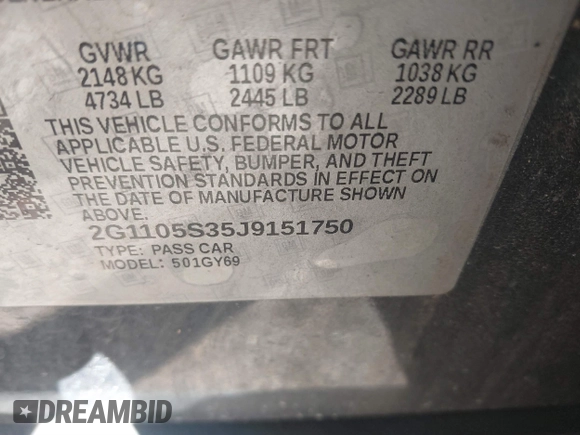 GVWR GAWR FRT GAWR RR
2148 KG 1109 KG 1038 KG
4734 LB 2445 LB 2289 LB
THIS VEHICLE CONFORMS TO ALL
APPLICABLE U.S. FEDERAL MOTOR
VEHICLE SAFETY, BUMPER, AND THEFT
PREVENTION STANDARDS IN EFFECT ON
THE DATE OF MANUFACTURE SHOWN
ABOVE.
2G1105S35J9151750
TYPE: PASS CAR
MODEL: 501GY69
DREAMBID